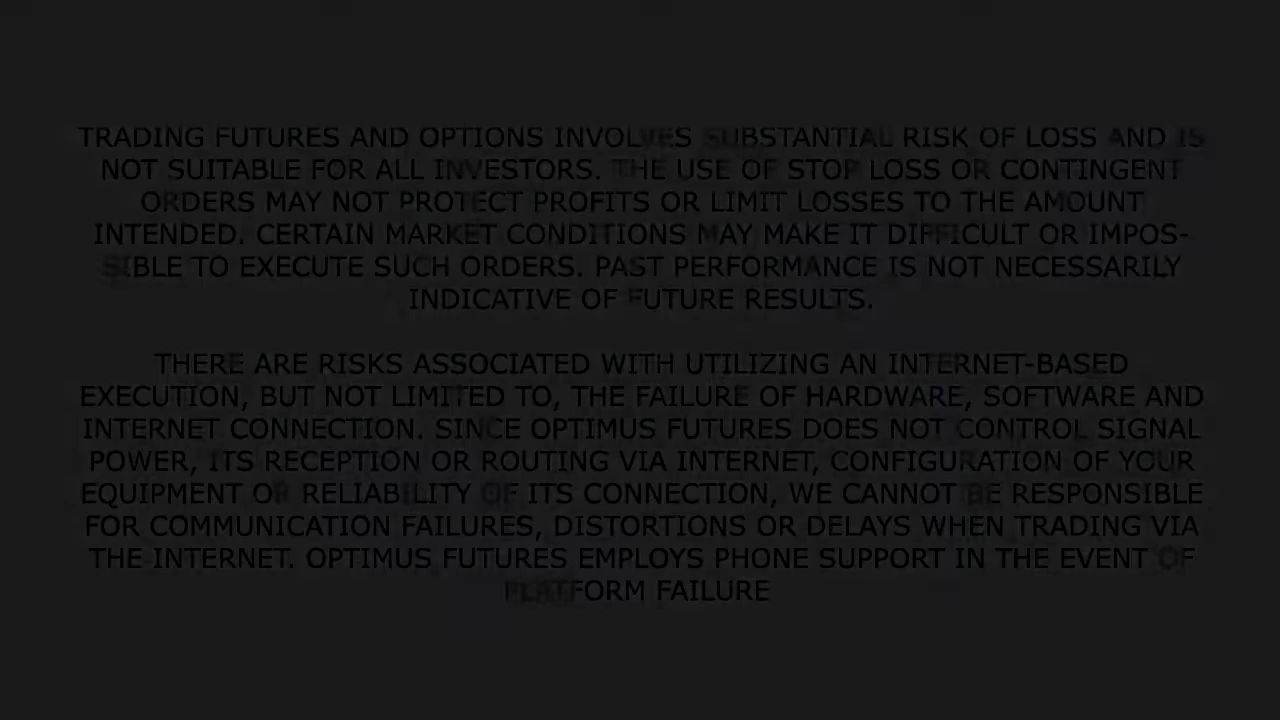 TRADING FUTURES AND OPTIONS INVOLVES SUBSTANTIAL RISK OF LOSS AND IS
NOT SUITABLE FOR ALL INVESTORS. THE USE OF STOP LOSS OR CONTINGENT
ORDERS MAY NOT PROTECT PROFITS OR LIMIT LOSSES TO THE AMOUNT
INTENDED. CERTAIN MARKET CONDITIONS MAY MAKE IT DIFFICULT OR IMPOS-
SIBLE TO EXECUTE SUCH ORDERS. PAST PERFORMANCE IS NOT NECESSARILY
INDICATIVE OF FUTURE RESULTS.
THERE ARE RISKS ASSOCIATED WITH UTILIZING AN INTERNET-BASED
EXECUTION, BUT NOT LIMITED TO, THE FAILURE OF HARDWARE, SOFTWARE AND
INTERNET CONNECTION. SINCE OPTIMUS FUTURES DOES NOT CONTROL SIGNAL
POWER, ITS RECEPTION OR ROUTING VIA INTERNET, CONFIGURATION OF YOUR
EQUIPMENT OR RELIABILITY OF ITS CONNECTION, WE CANNOT BE RESPONSIBLE
FOR COMMUNICATION FAILURES, DISTORTIONS OR DELAYS WHEN TRADING VIA
THE INTERNET. OPTIMUS FUTURES EMPLOYS PHONE SUPPORT IN THE EVENT OF
PLATFORM FAILURE